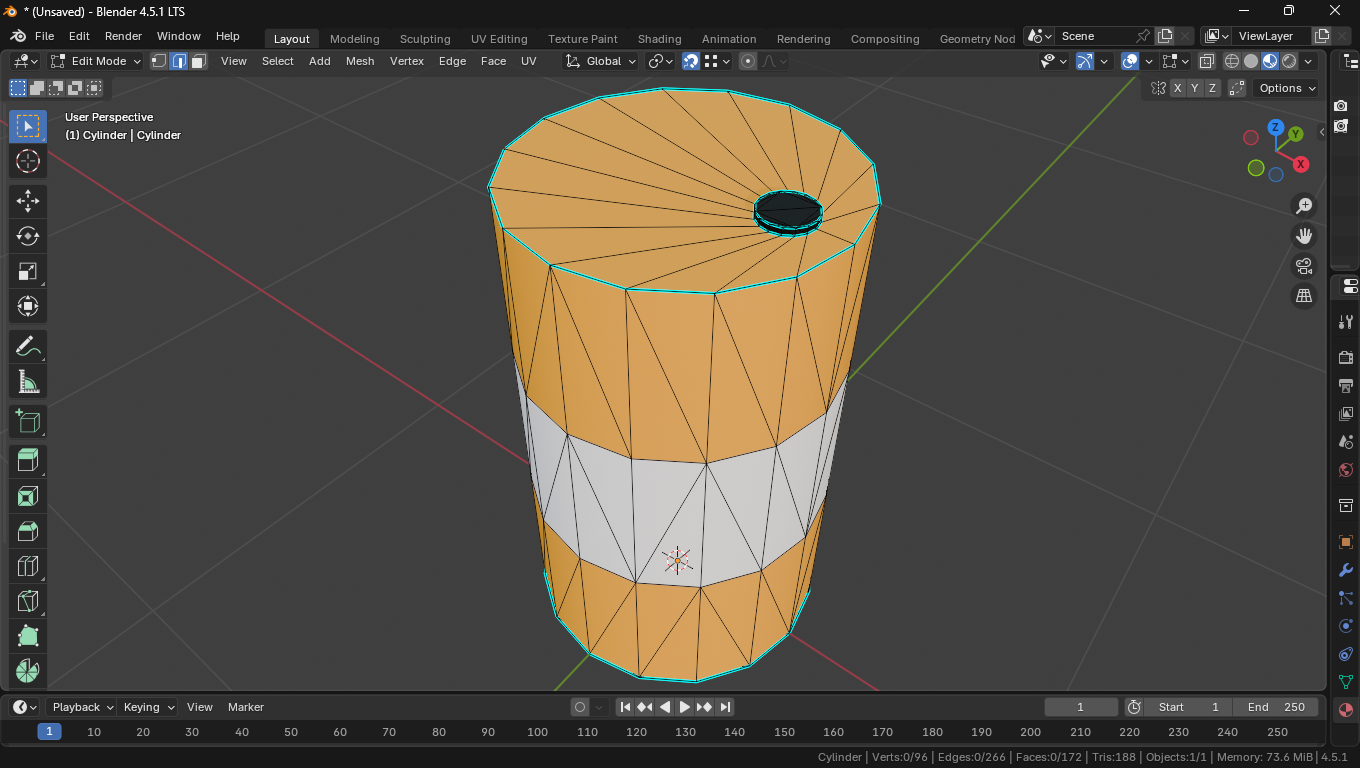 * (Unsaved) - Blender 4.5.1 LTS
File Edit Render Window Help Layout Modeling Sculpting UV Editing Texture Paint Shading Animation Rendering Compositing Geometry Nod Scene ViewLayer
Edit Mode View Select Add Mesh Vertex Edge Face UV Global
X Y Z Options
User Perspective
(1) Cylinder | Cylinder
Z Y X
Playback Keying View Marker 1 Start 1 End 250
1 10 20 30 40 50 60 70 80 90 100 110 120 130 140 150 160 170 180 190 200 210 220 230 240 250
Cylinder | Verts:0/96 | Edges:0/266 | Faces:0/172 | Tris:188 | Objects:1/1 | Memory: 73.6 MiB | 4.5.1